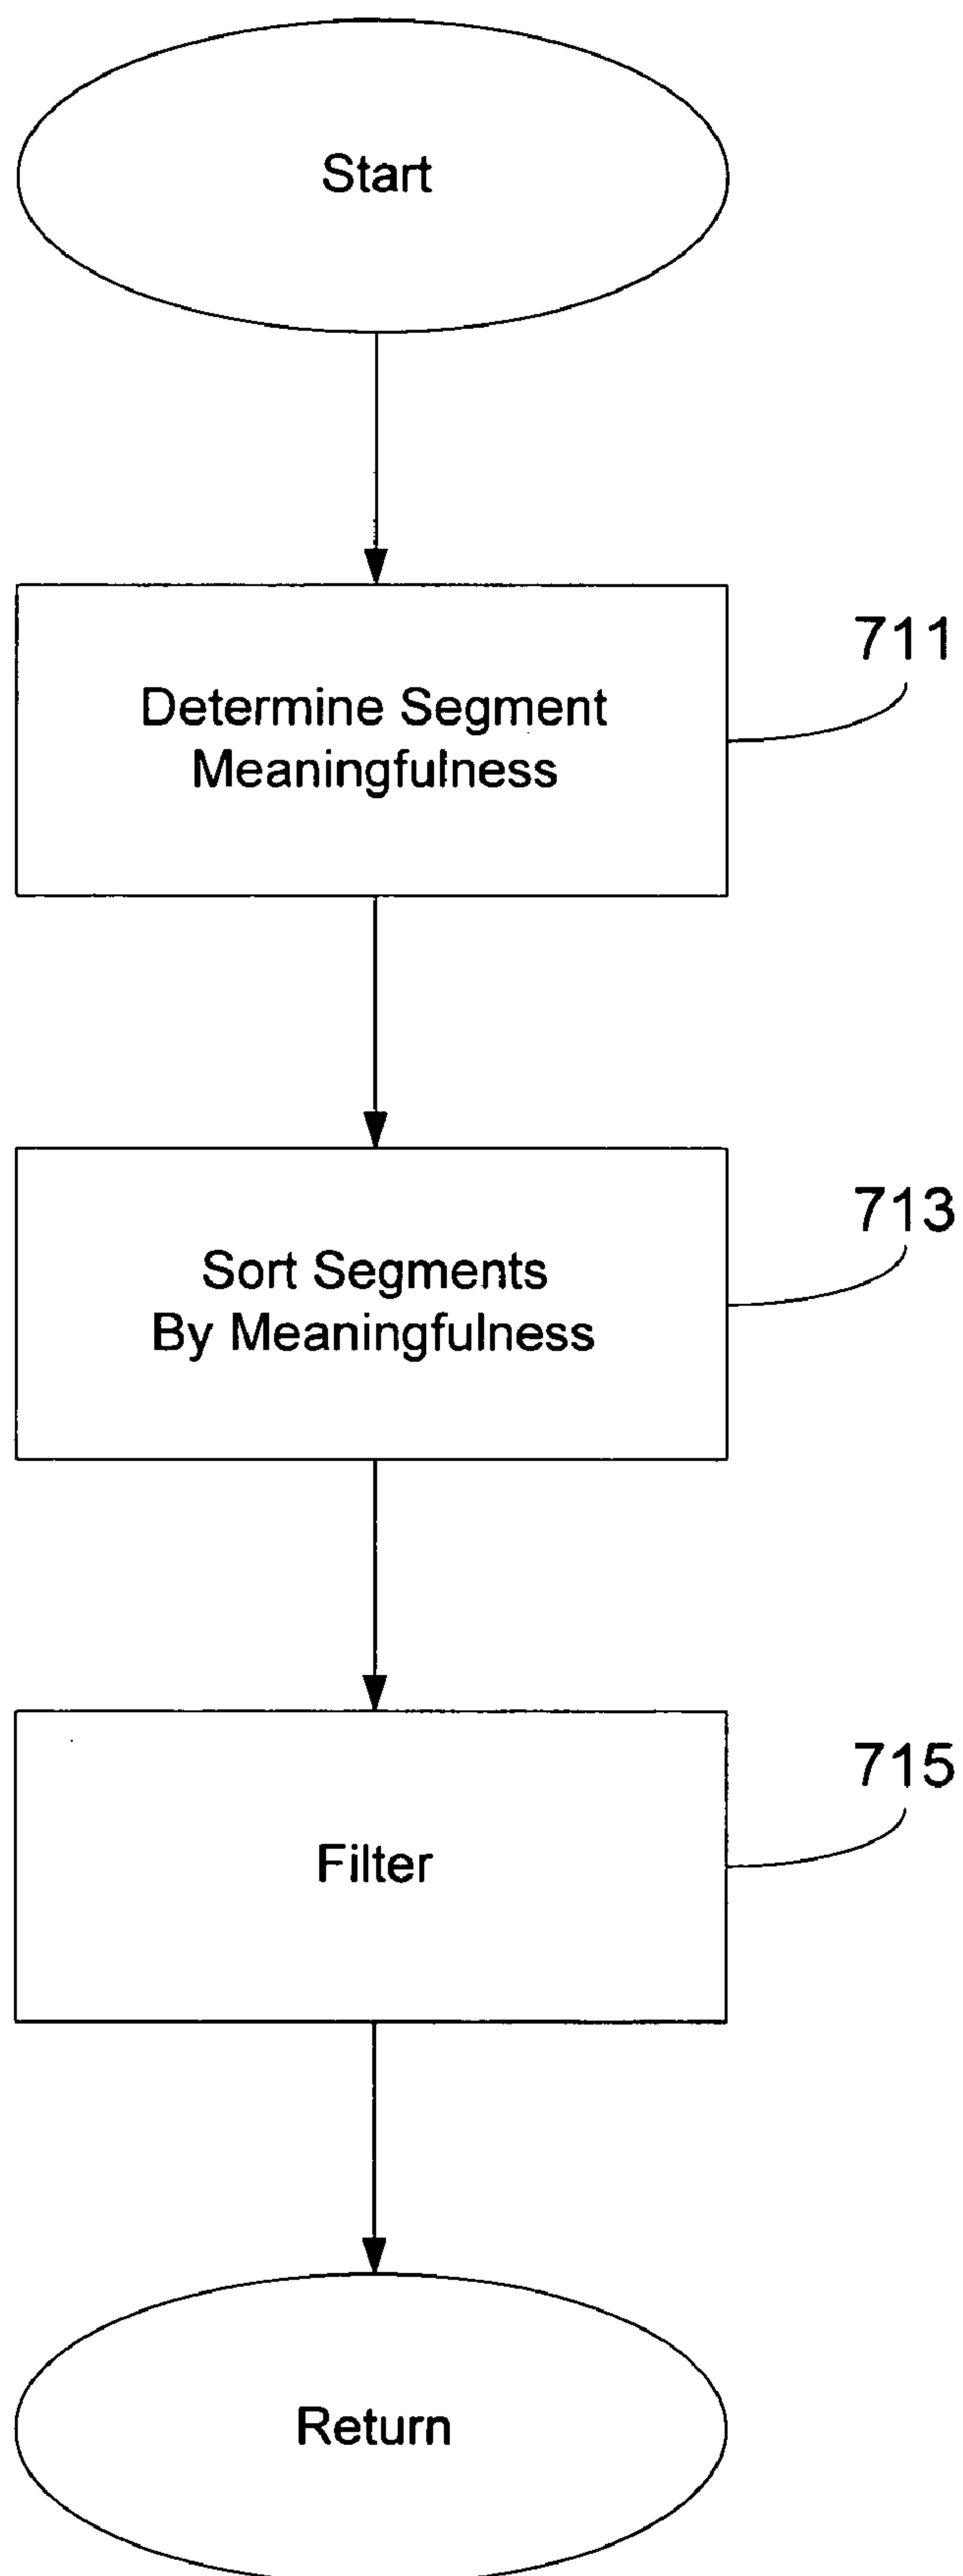 Start
711
Determine Segment
Meaningfulness
713
Sort Segments
By Meaningfulness
715
Filter
Return